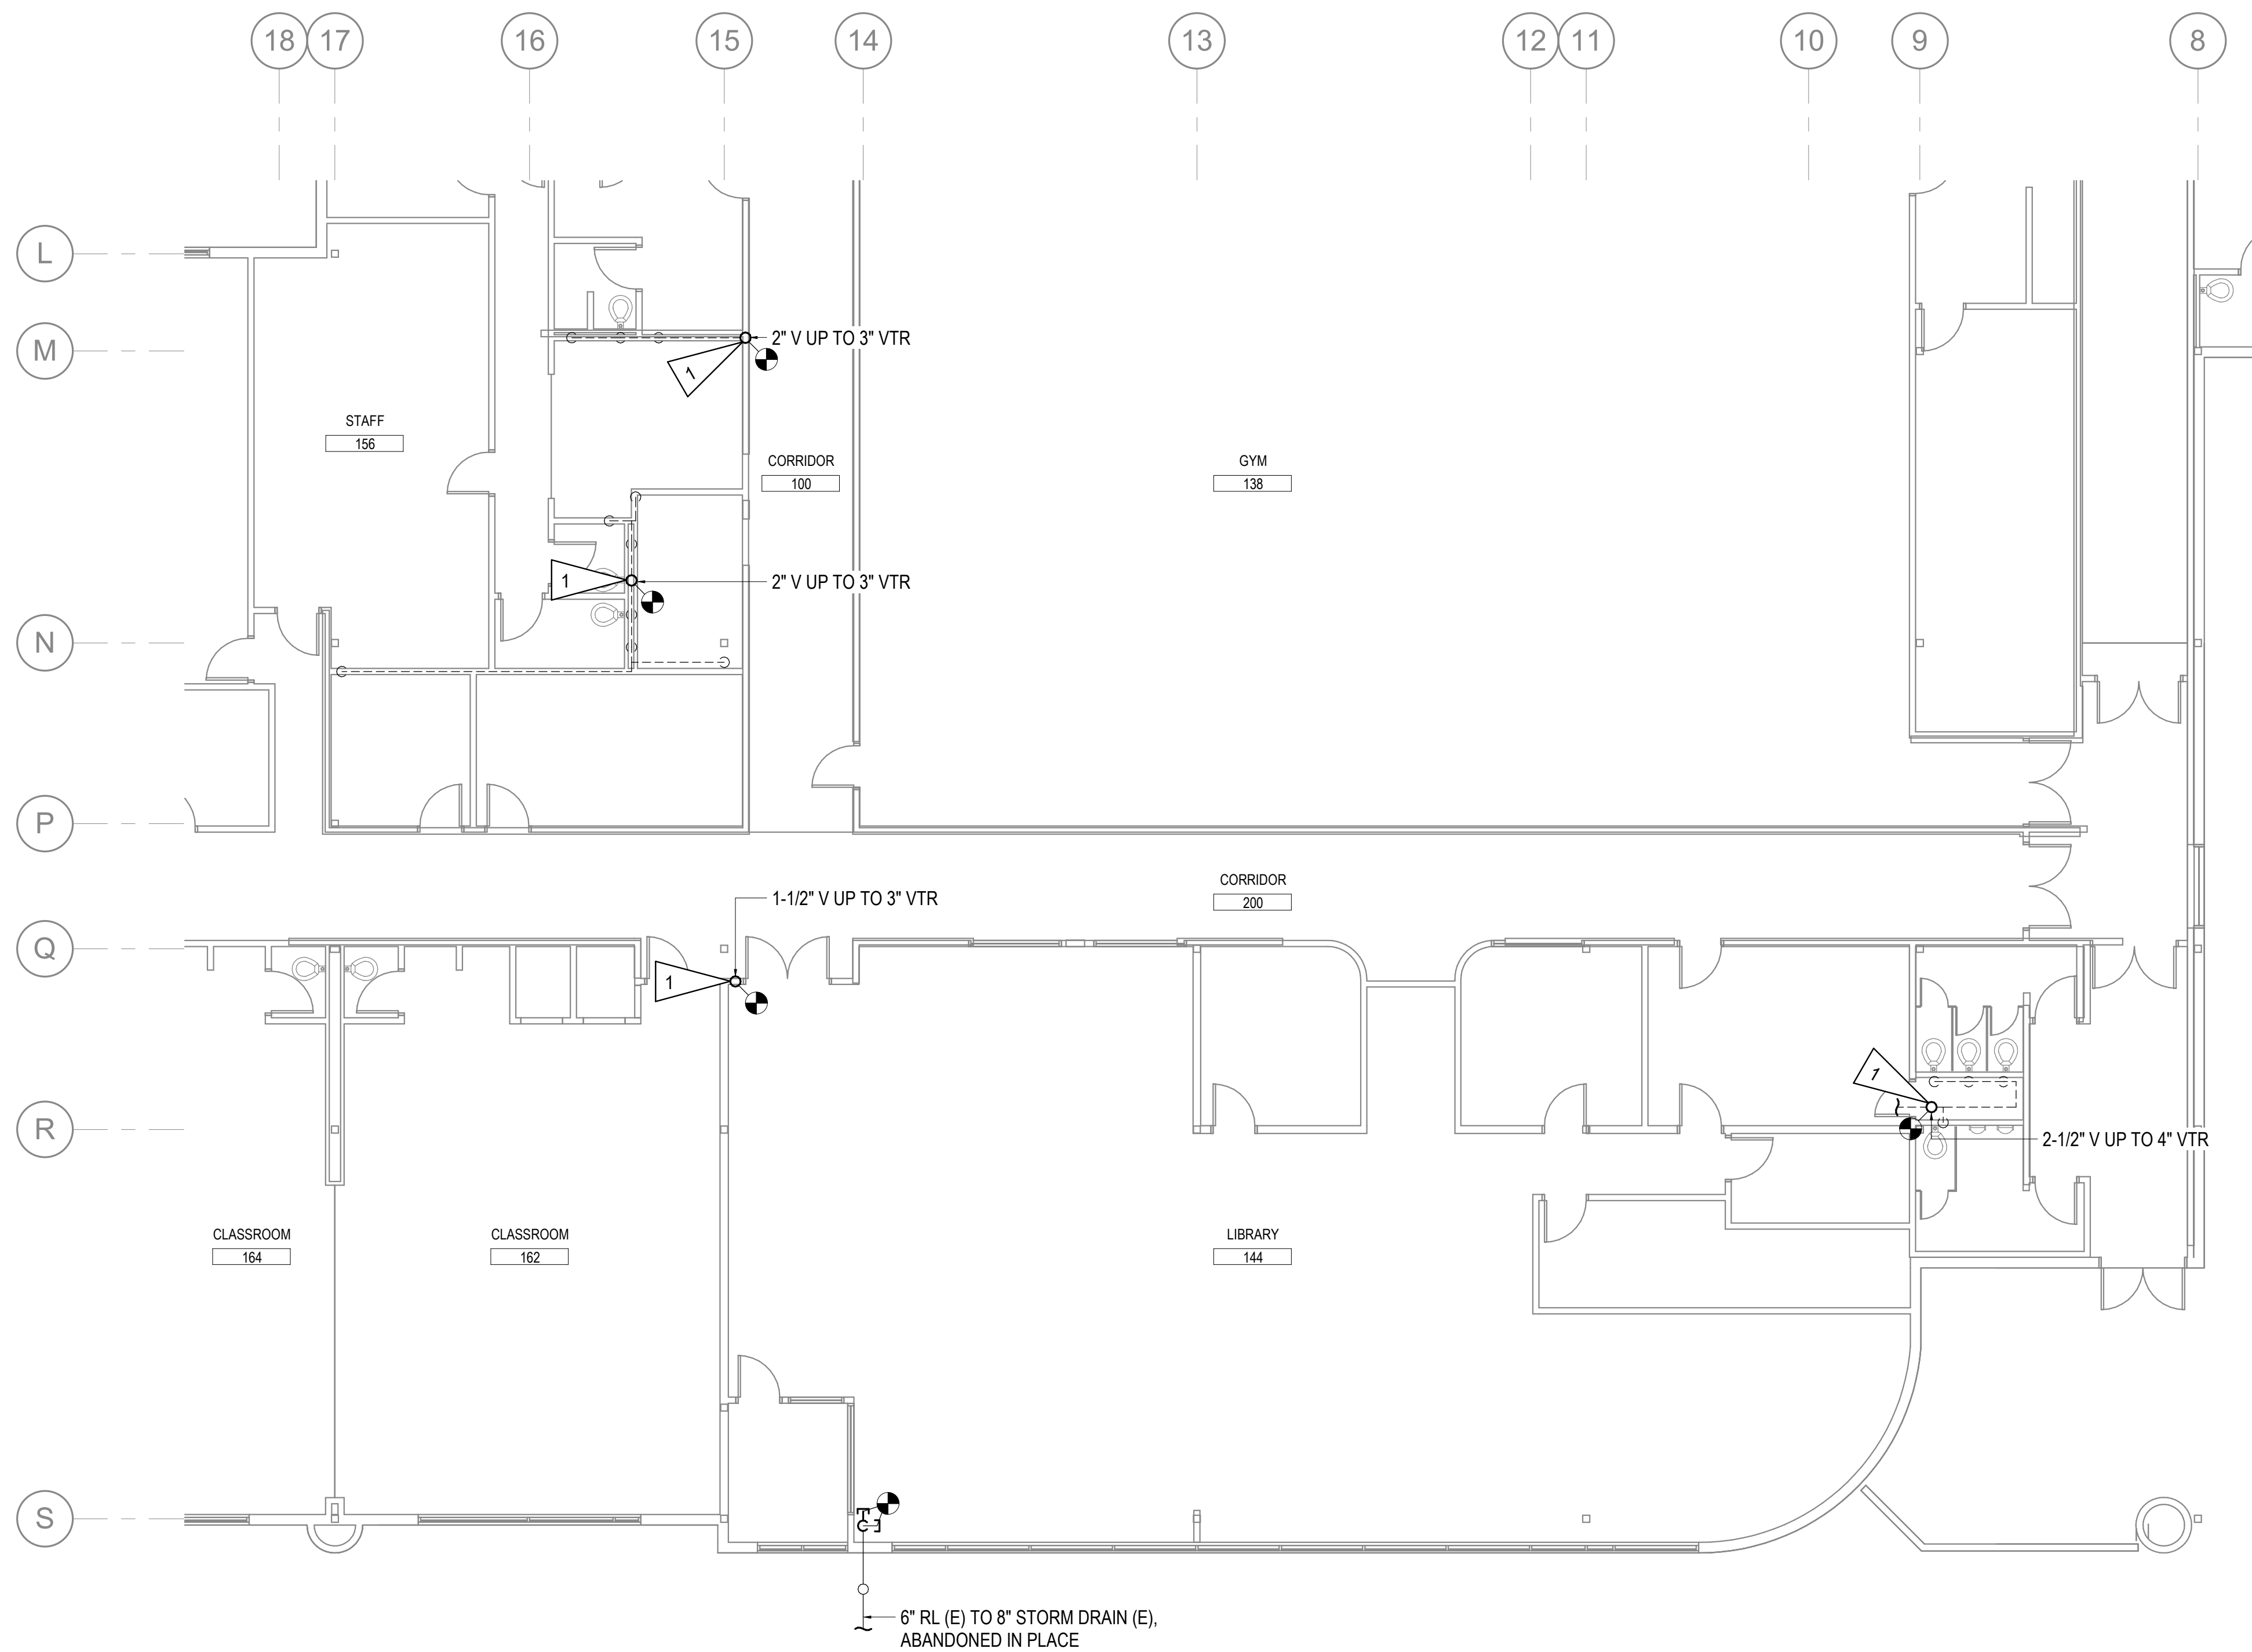 18 17 16 15 14 13 12 11 10 9 8
L
M
2" V UP TO 3" VTR
1
STAFF
156
CORRIDOR
100
GYM
138
2" V UP TO 3" VTR
1
N
P
CORRIDOR
200
1-1/2" V UP TO 3" VTR
Q
1
1
R
2-1/2" V UP TO 4" VTR
CLASSROOM
164
CLASSROOM
162
LIBRARY
144
S
6" RL (E) TO 8" STORM DRAIN (E),
ABANDONED IN PLACE